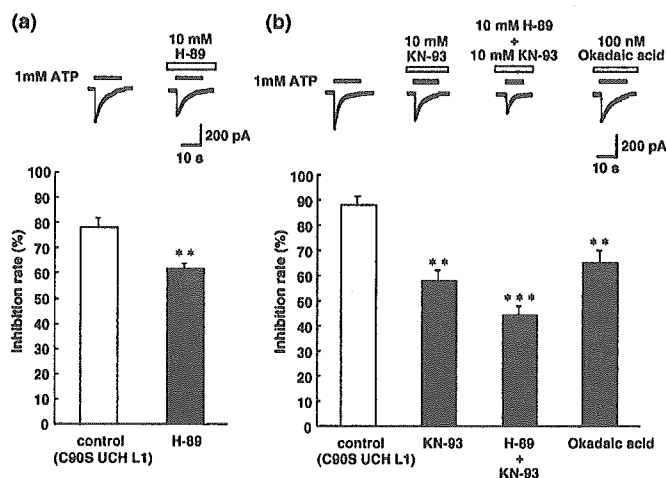 (a)
10 mM
H-89
1mM ATP
200 pA
10 s
Inhibition rate (%)
100
90
80
70
60
50
40
30
20
10
0
**
control
(C90S UCH L1)
H-89
(b)
10 mM
KN-93
10 mM H-89
+
10 mM KN-93
100 nM
Okadaic acid
1mM ATP
200 pA
10 s
Inhibition rate (%)
100
90
80
70
60
50
40
30
20
10
0
**
***
**
control
(C90S UCH L1)
KN-93
H-89
+
KN-93
Okadaic acid